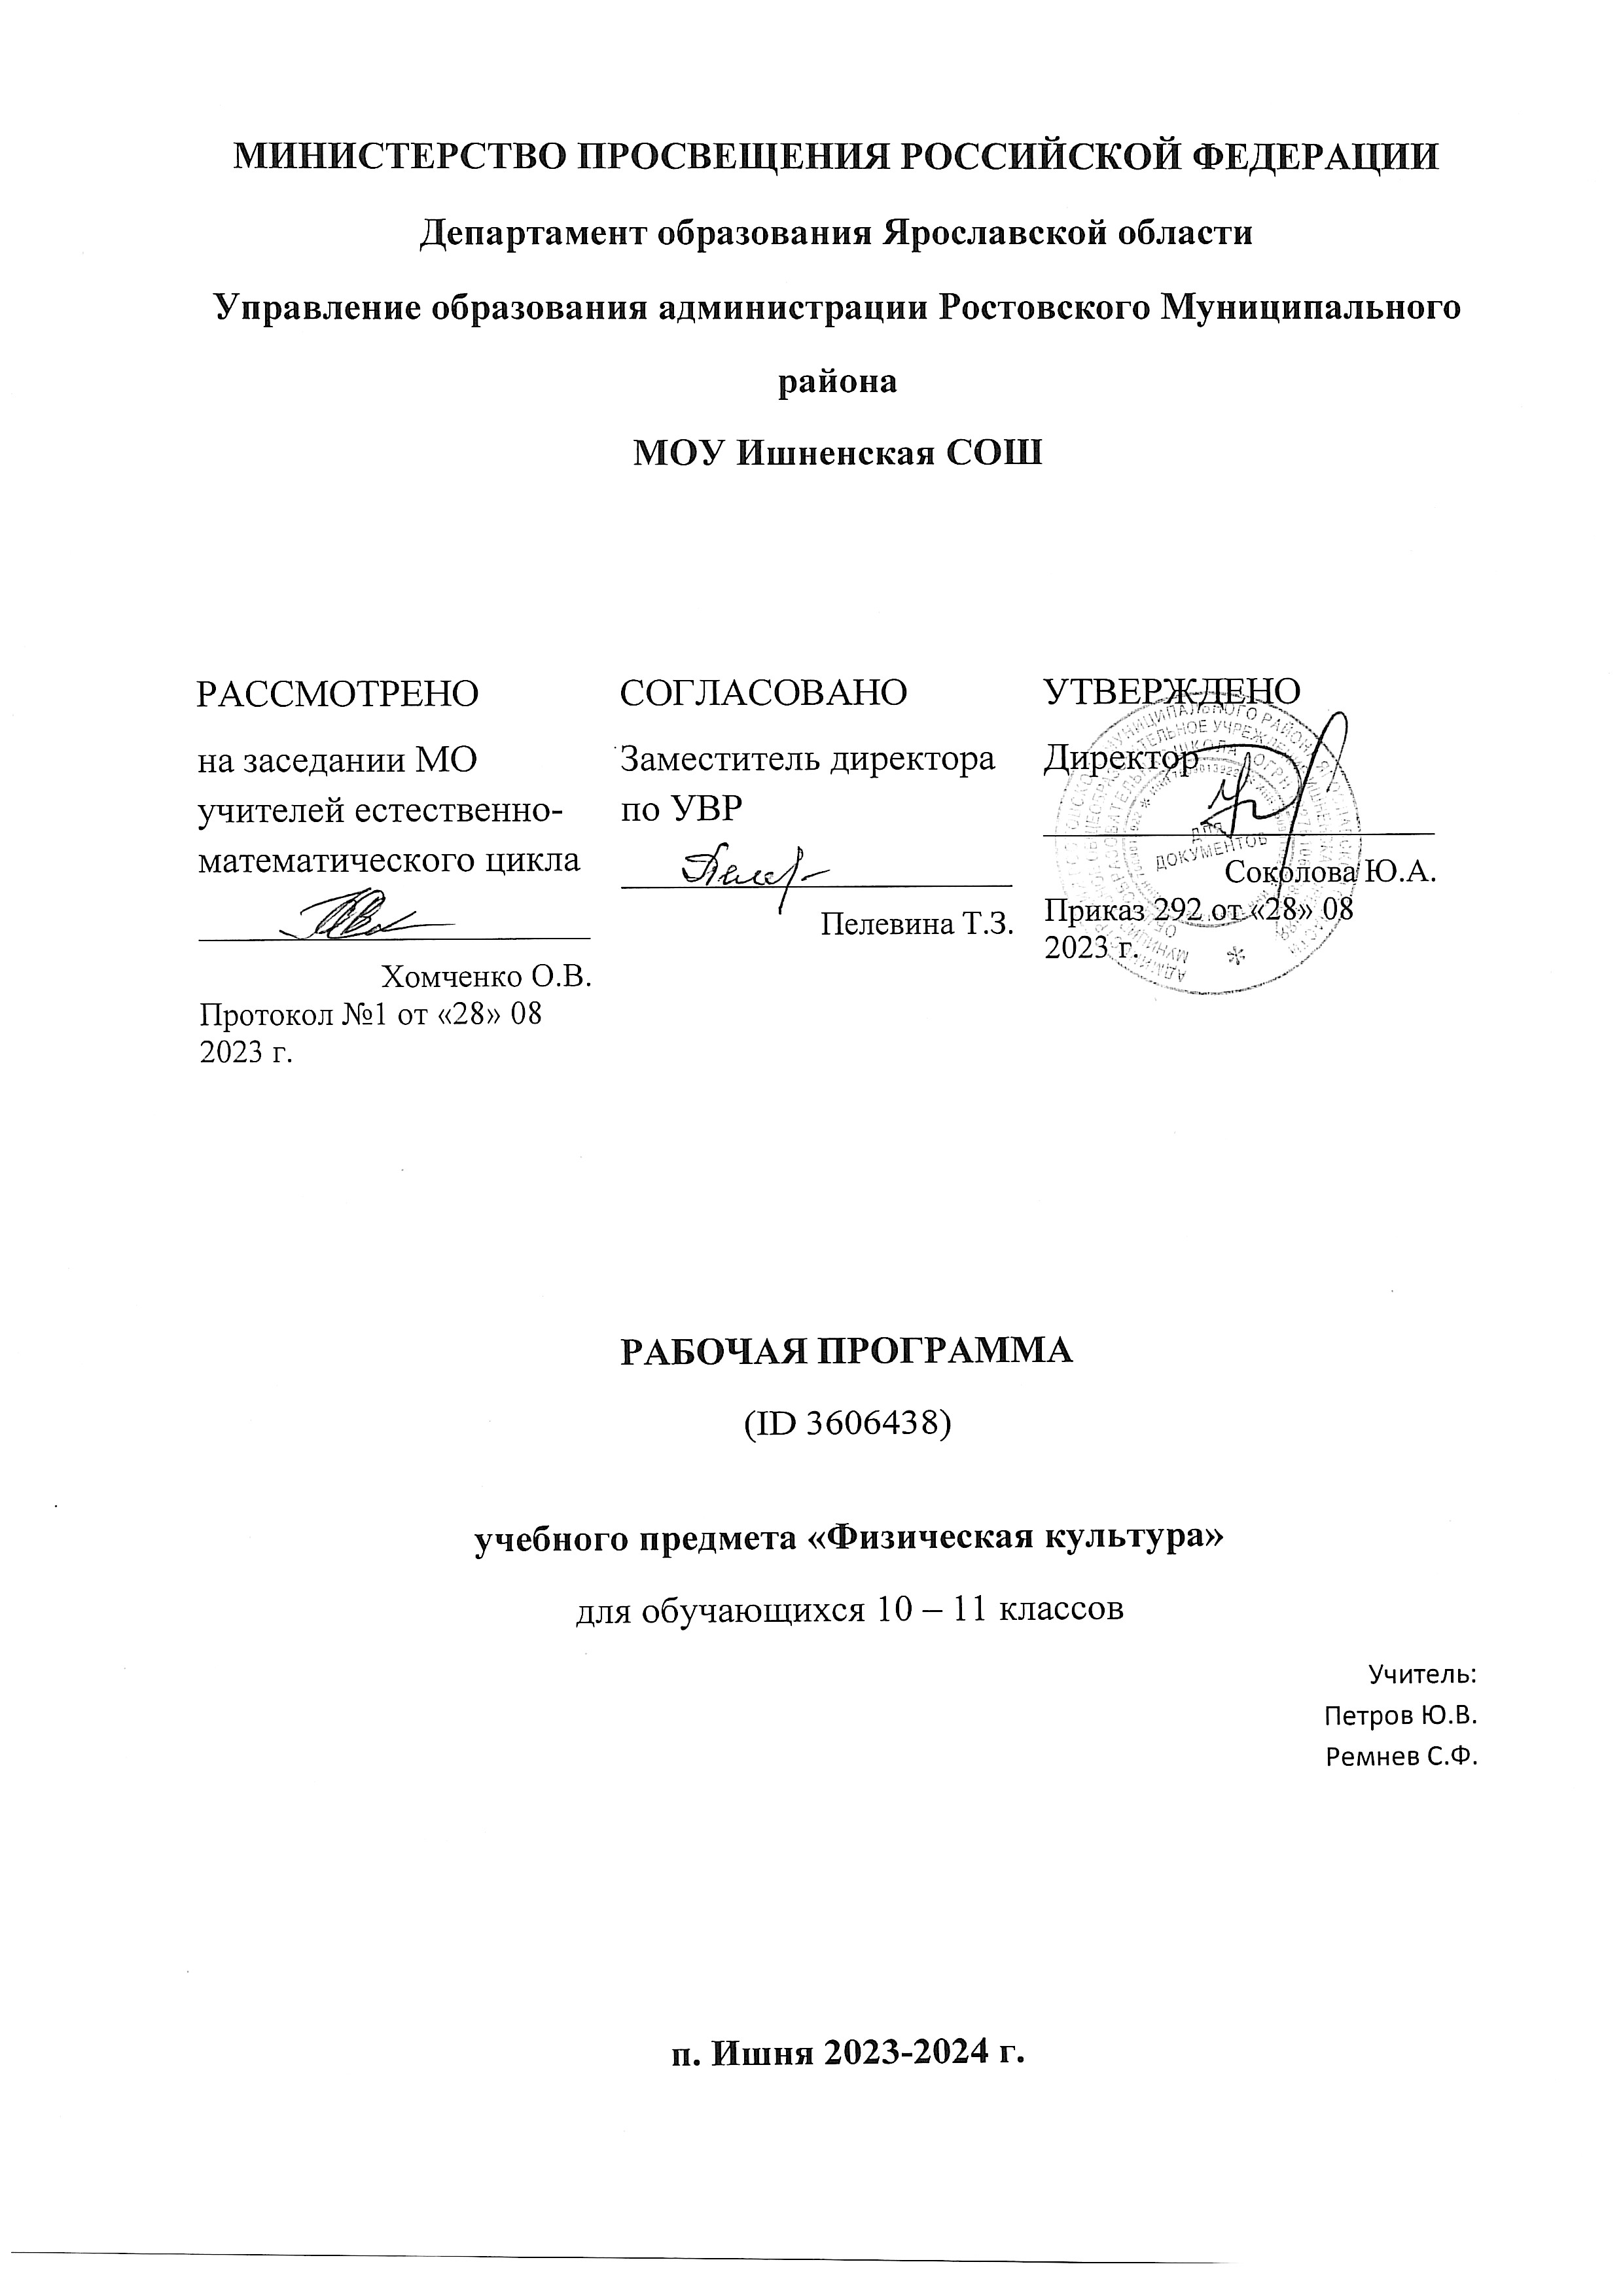 МИНИСТЕРСТВО ПРОСВЕЩЕНИЯ РОССИЙСКОЙ ФЕДЕРАЦИИ
Департамент образования Ярославской области
Управление образования администрации Ростовского Муниципального
района
МОУ Ишненская СОШ
РАССМОТРЕНО
на заседании МО
учителей естественно-
математического цикла
Хомченко О.В.
Протокол №1 от «28» 08
2023 г.
СОГЛАСОВАНО
Заместитель директора
по УВР
Пелевина Т.З.
УТВЕРЖДЕНО
Директор
ДЛЯ
ДОКУМЕНТОВ
Соколова Ю.А.
Приказ 292 от «28» 08
2023 г.
РАБОЧАЯ ПРОГРАММА
(ID 3606438)
учебного предмета «Физическая культура»
для обучающихся 10 – 11 классов
Учитель:
Петров Ю.В.
Ремнев С.Ф.
п. Ишня 2023-2024 г.